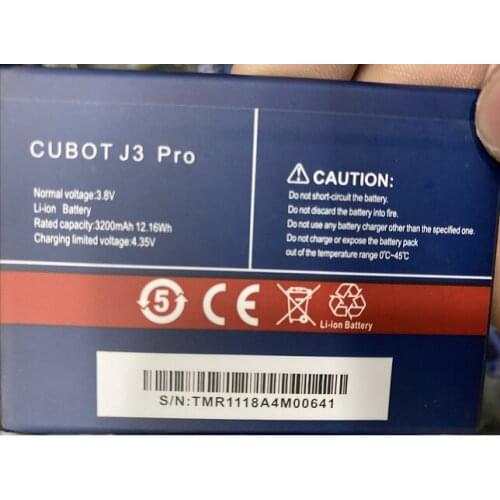 CUBOT J3 Pro
Normal voltage:3.8V
Li-ion Battery
Rated capacity:3200mAh 12.16Wh
Charging limited voltage:4.35V
CAUTION:
Do not short-circuit the battery.
Do not discard the battery into fire.
Do not use any battery charger other than the specified one.
Do not charge or expose the battery pack
out of the temperature range 0℃~45℃
5
CE
Li-ion Battery
S/N:TMR1118A4M00641